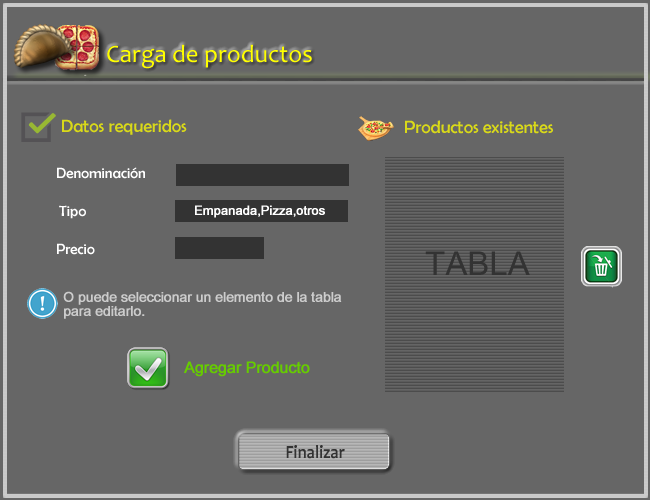 Carga de productos
Datos requeridos
Productos existentes
Denominación
Tipo
Empanada,Pizza,otros
Precio
TABLA
O puede seleccionar un elemento de la tabla
para editarlo.
Agregar Producto
Finalizar